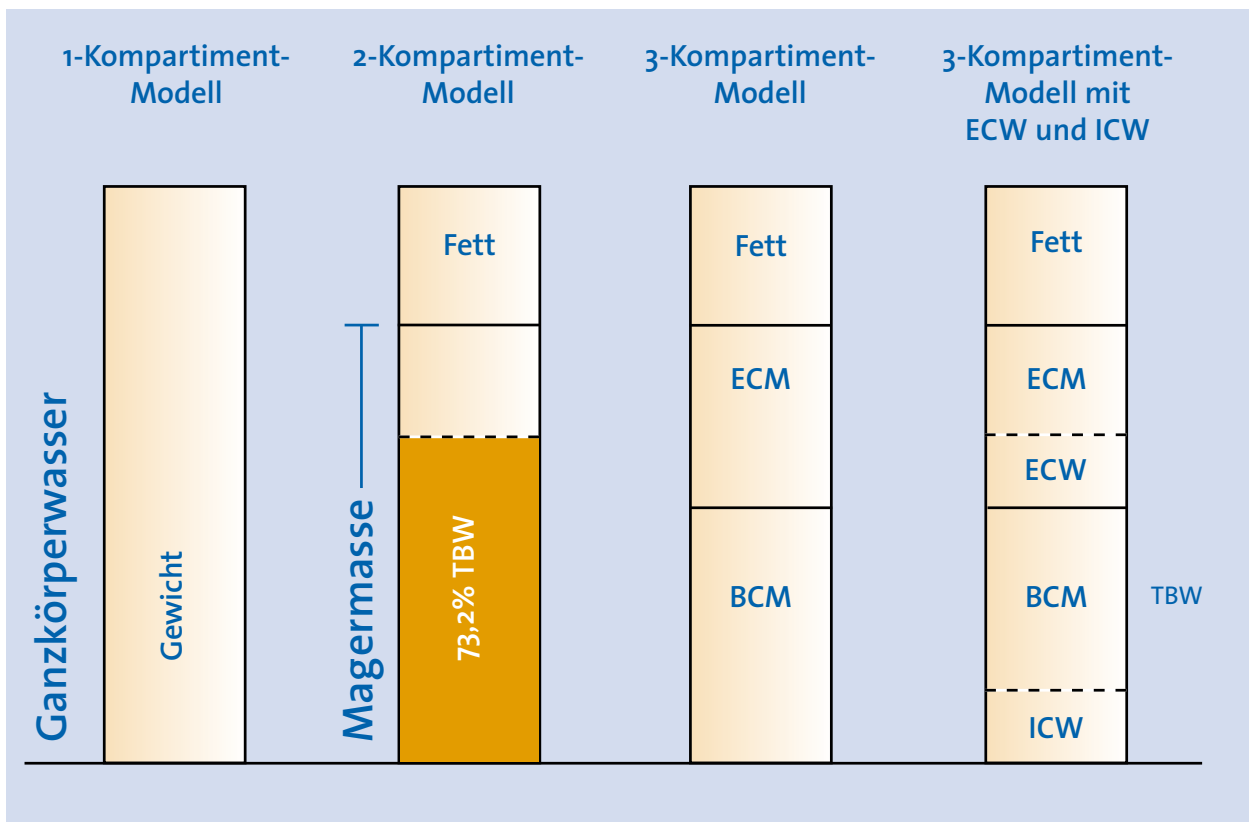 1-Kompartiment-
Modell
2-Kompartiment-
Modell
3-Kompartiment-
Modell
3-Kompartiment-
Modell mit
ECW und ICW
Ganzkörperwasser
Gewicht
Magermasse
Fett
73,2% TBW
Fett
ECM
BCM
Fett
ECM
ECW
BCM
ICW
TBW